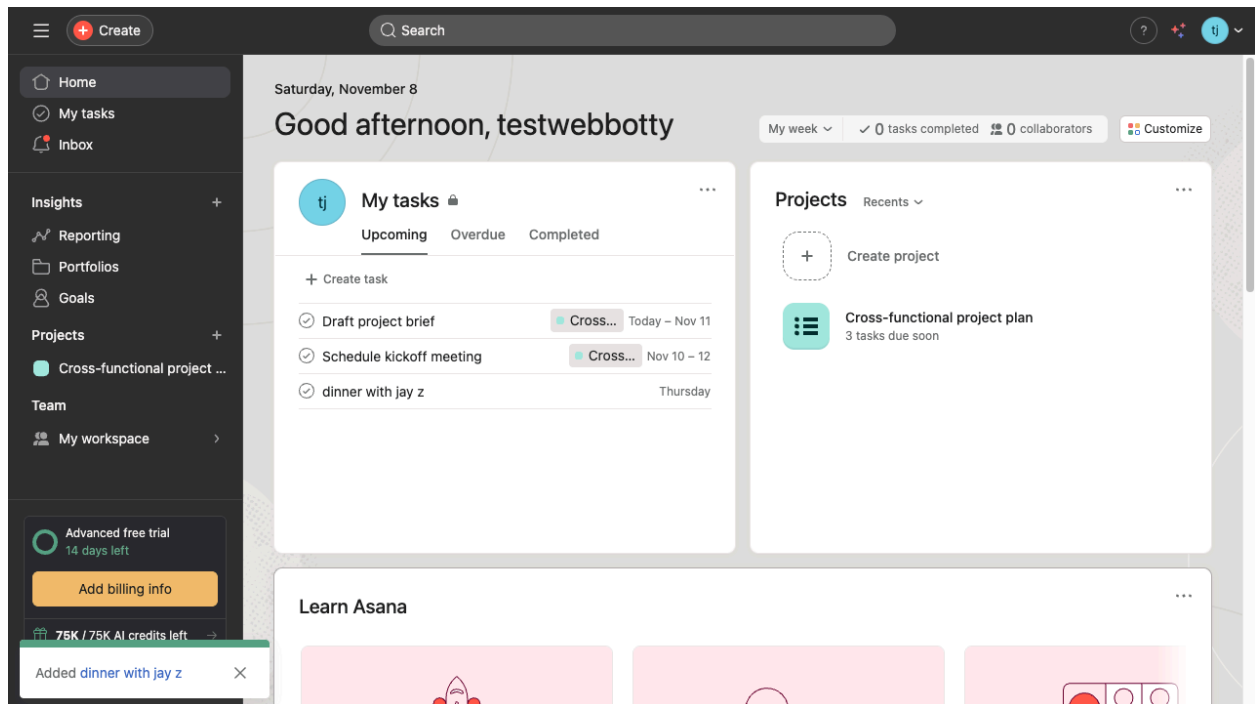 Create
Search
?
tj
Home
My tasks
Inbox
Insights +
Reporting
Portfolios
Goals
Projects +
Cross-functional project ...
Team
My workspace
Advanced free trial
14 days left
Add billing info
75K / 75K AI credits left
Added dinner with jay z
Saturday, November 8
Good afternoon, testwebbotty
My week
0 tasks completed
0 collaborators
Customize
tj
My tasks
Upcoming Overdue Completed
+ Create task
Draft project brief Cross... Today – Nov 11
Schedule kickoff meeting Cross... Nov 10 – 12
dinner with jay z Thursday
Projects Recents
+ Create project
Cross-functional project plan
3 tasks due soon
Learn Asana